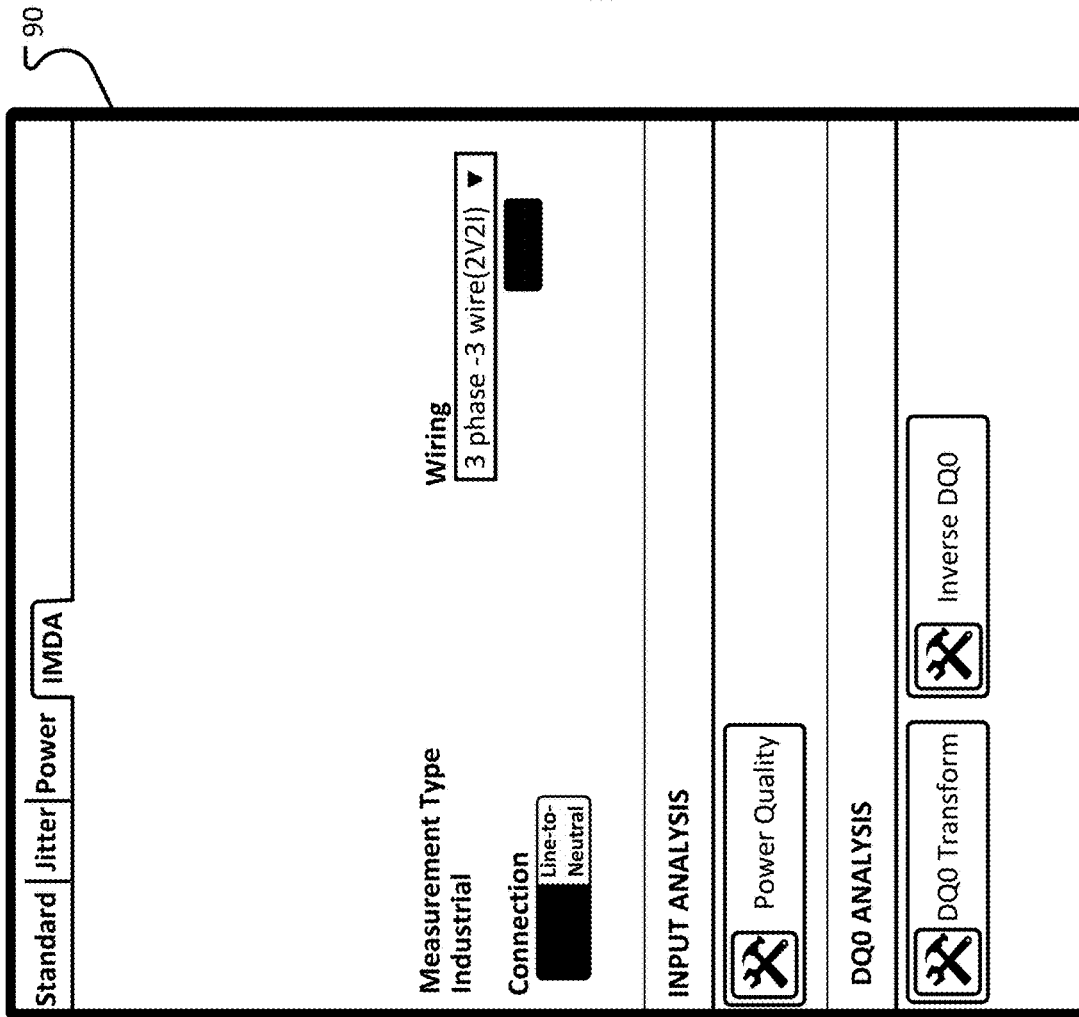 90
Standard Jitter Power IMDA
Measurement Type
Industrial
Wiring
3 phase -3 wire(2V2I) ▼
Connection
Line-to-
Neutral
INPUT ANALYSIS
Power Quality
DQ0 ANALYSIS
DQ0 Transform
Inverse DQ0